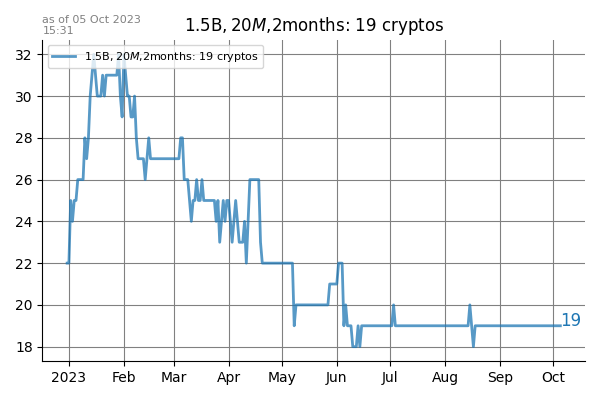 as of 05 Oct 2023
15:31
1.5B, 20M,2months: 19 cryptos
1.5B, 20M,2months: 19 cryptos
32
30
28
26
24
22
20
18
19
2023 Feb Mar Apr May Jun Jul Aug Sep Oct